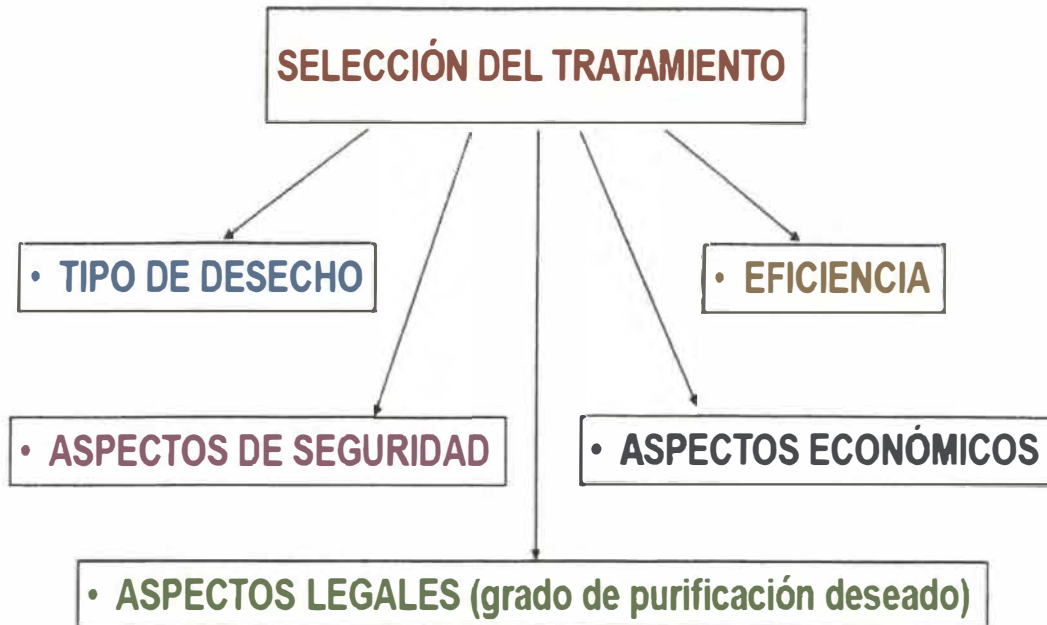 SELECCIÓN DEL TRATAMIENTO
• TIPO DE DESECHO
• EFICIENCIA
• ASPECTOS DE SEGURIDAD
• ASPECTOS ECONÓMICOS
• ASPECTOS LEGALES (grado de purificación deseado)